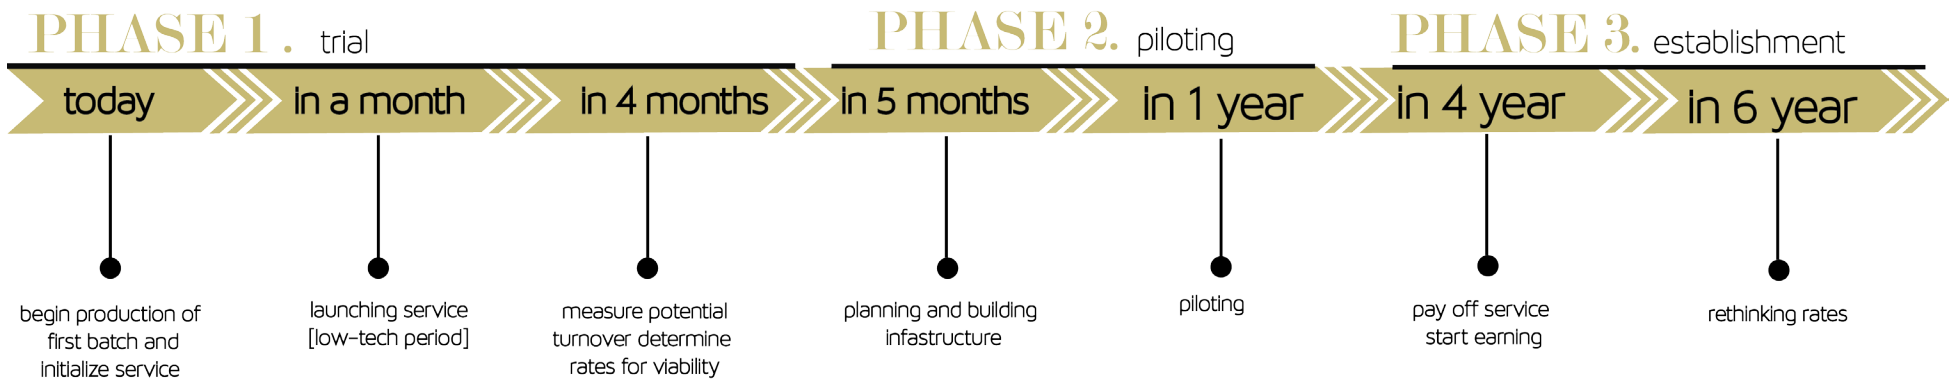 PHASE 1. trial
PHASE 2. piloting
PHASE 3. establishment
today
in a month
in 4 months
in 5 months
in 1 year
in 4 year
in 6 year
begin production of
first batch and
initialize service
launching service
[low-tech period]
measure potential
turnover determine
rates for viability
planning and building
infastructure
piloting
pay off service
start earning
rethinking rates